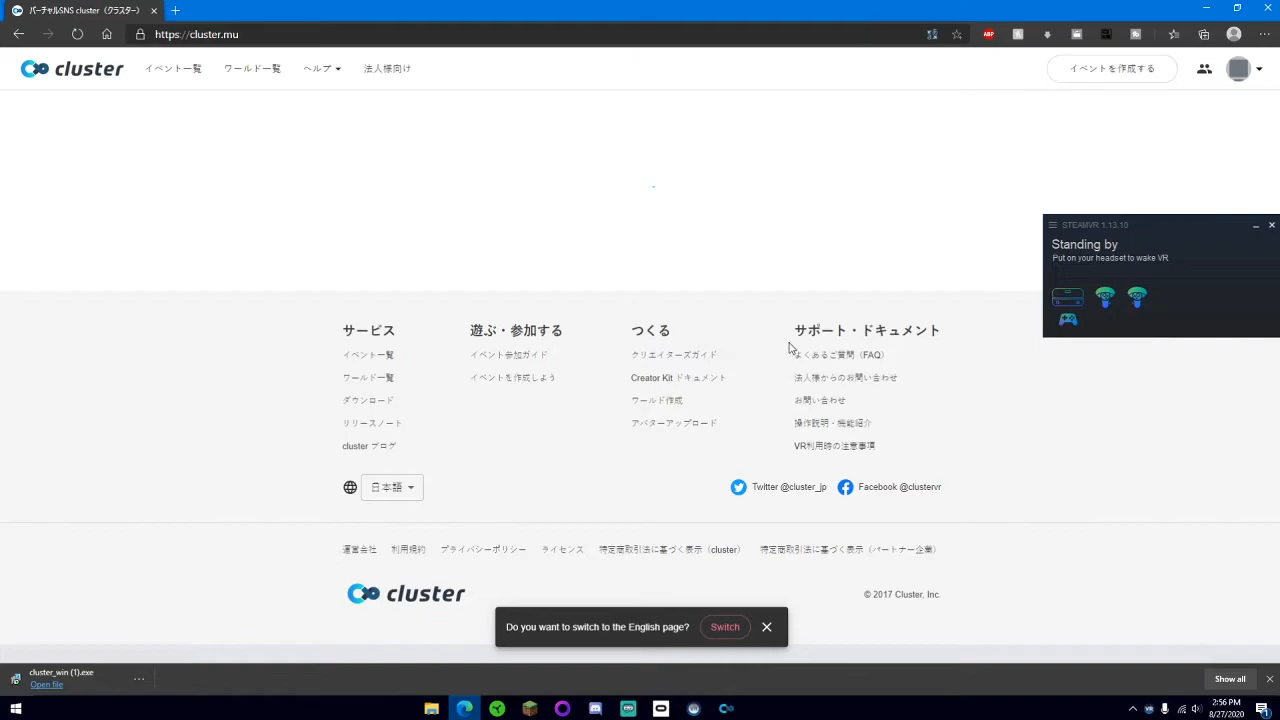 バーチャルSNS cluster（クラスター）
https://cluster.mu
ABP
cluster
イベント一覧
ワールド一覧
ヘルプ
法人様向け
イベントを作成する
STEAMVR 1.13.10
Standing by
Put on your headset to wake VR
サービス
イベント一覧
ワールド一覧
ダウンロード
リリースノート
cluster ブログ
遊ぶ・参加する
イベント参加ガイド
イベントを作成しよう
つくる
クリエイターズガイド
Creator Kit ドキュメント
ワールド作成
アバターアップロード
サポート・ドキュメント
よくあるご質問（FAQ）
法人様からのお問い合わせ
お問い合わせ
操作説明・機能紹介
VR利用時の注意事項
日本語
Twitter @cluster_jp
Facebook @clustervr
運営会社
利用規約
プライバシーポリシー
ライセンス
特定商取引法に基づく表示（cluster）
特定商取引法に基づく表示（パートナー企業）
cluster
© 2017 Cluster, Inc.
Do you want to switch to the English page?
Switch
cluster_win (1).exe
Open file
Show all
2:56 PM
8/27/2020